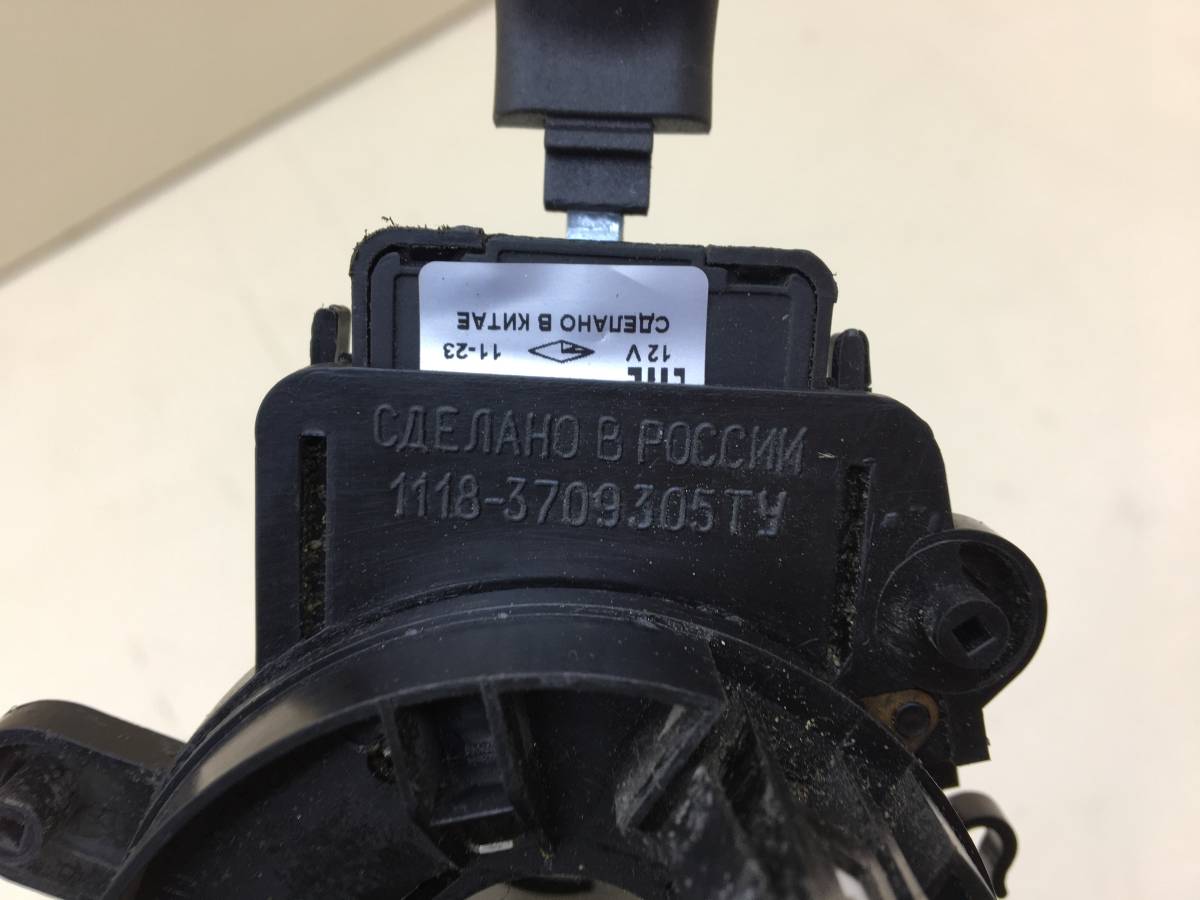 12 V 11-23
СДЕЛАНО В КИТАЕ
СДЕЛАНО В РОССИИ
1118-3709305ТУ